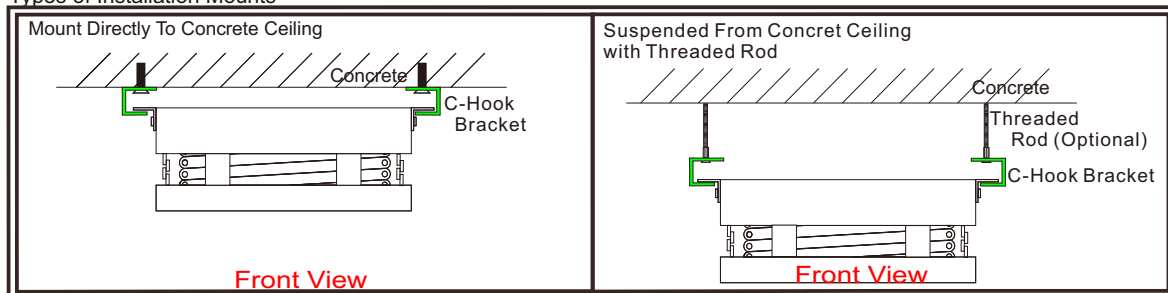 Types of Installation Mounts
Mount Directly To Concrete Ceiling
Concrete
C-Hook
Bracket
Front View
Suspended From Concret Ceiling
with Threaded Rod
Concrete
Threaded
Rod (Optional)
C-Hook Bracket
Front View